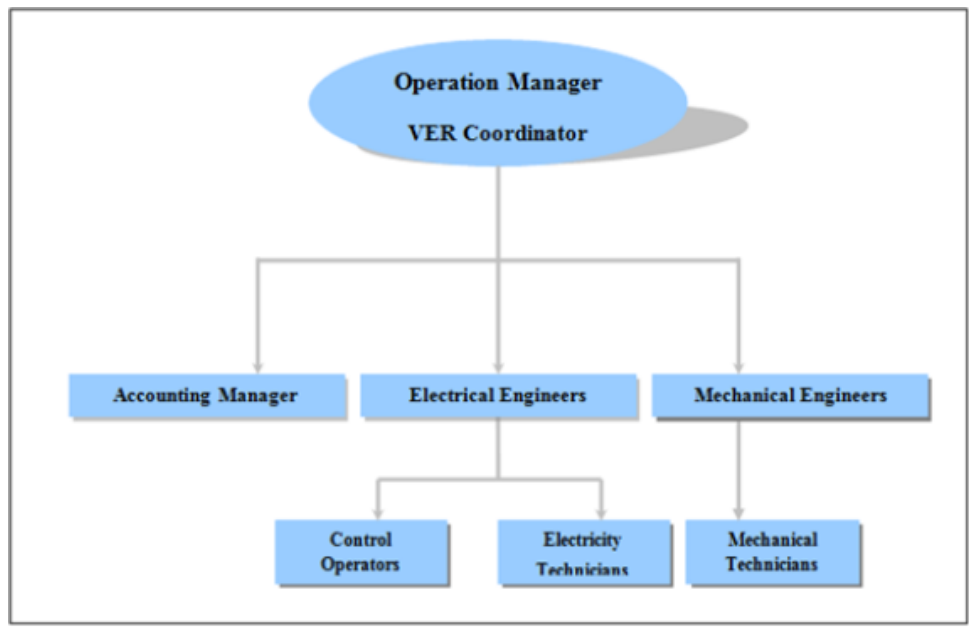 Operation Manager
VER Coordinator
Accounting Manager
Electrical Engineers
Mechanical Engineers
Control
Operators
Electricity
Technicians
Mechanical
Technicians